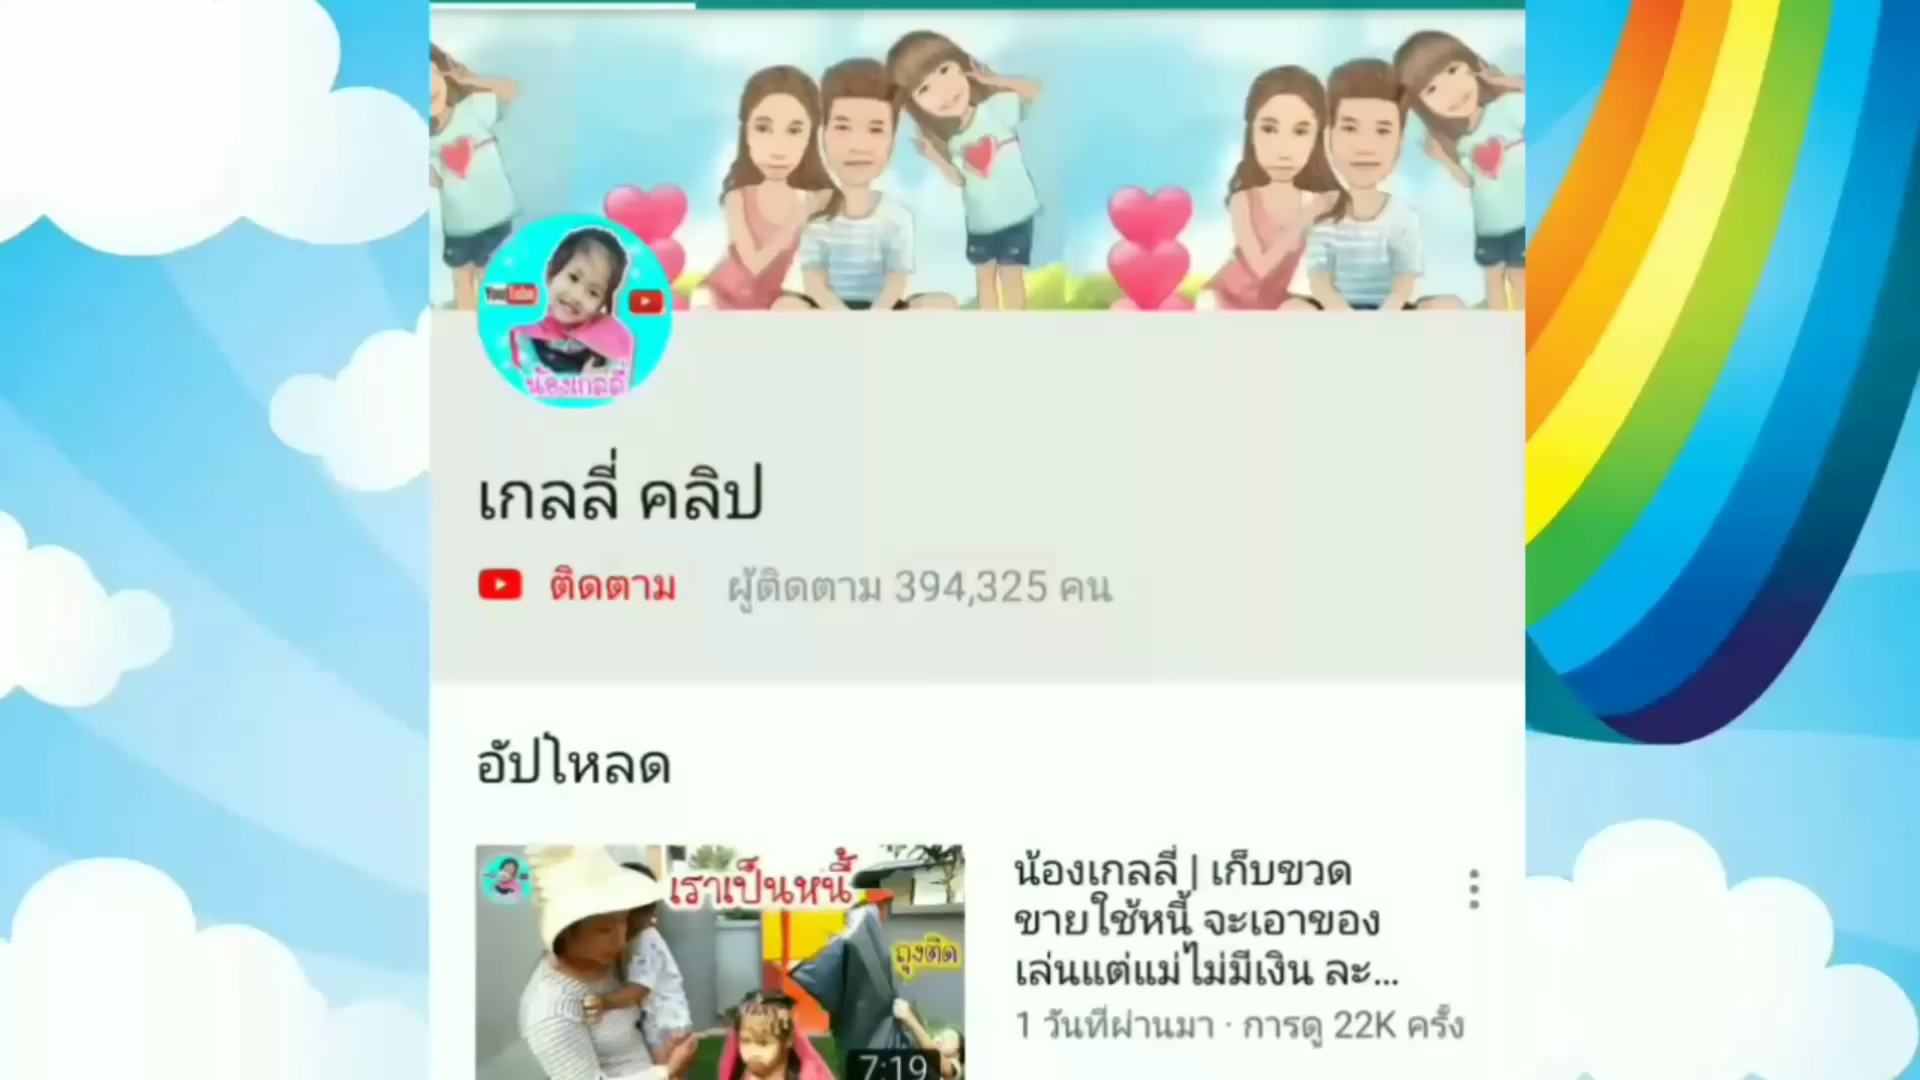 YouTube
น้องเกลลี่
เกลลี่ คลิป
ติดตาม
ผู้ติดตาม 394,325 คน
อัปโหลด
เราเป็นหนี้
ถุงติด
7:19
น้องเกลลี่ | เก็บขวด
ขายใช้หนี้ จะเอาของ
เล่นแต่แม่ไม่มีเงิน ละ...
1 วันที่ผ่านมา · การดู 22K ครั้ง